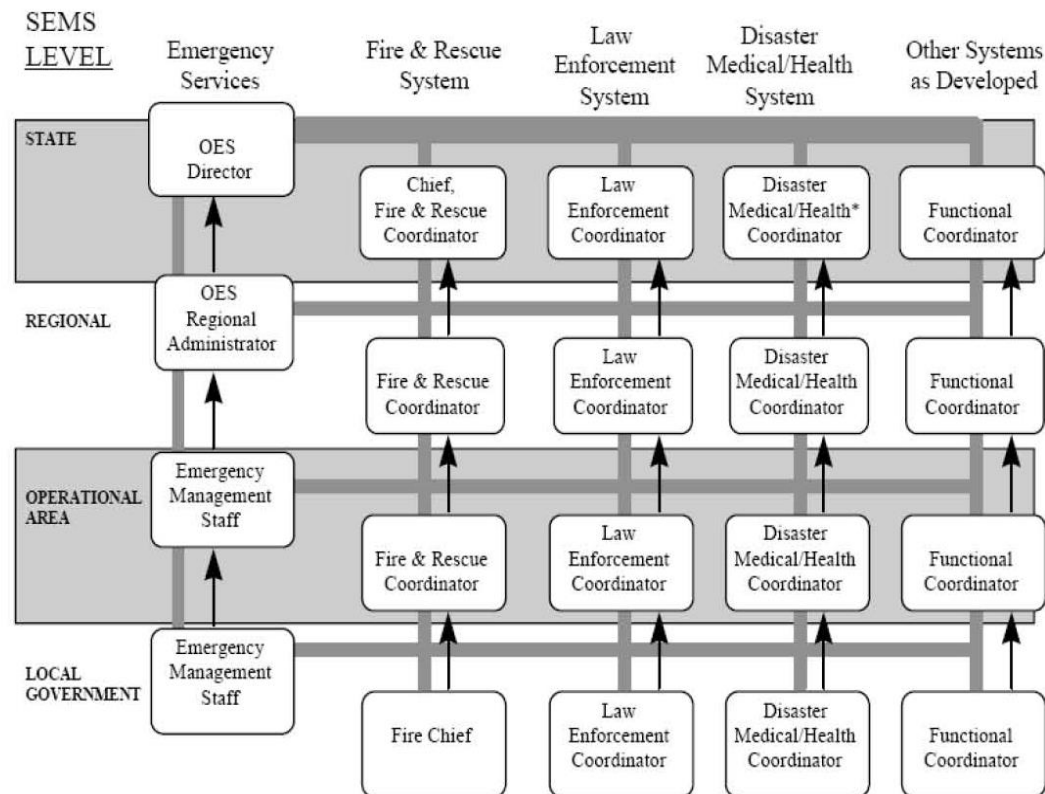 SEMS
LEVEL
Emergency
Services
Fire & Rescue
System
Law
Enforcement
System
Disaster
Medical/Health
System
Other Systems
as Developed
STATE
OES
Director
Chief,
Fire & Rescue
Coordinator
Law
Enforcement
Coordinator
Disaster
Medical/Health*
Coordinator
Functional
Coordinator
REGIONAL
OES
Regional
Administrator
Fire & Rescue
Coordinator
Law
Enforcement
Coordinator
Disaster
Medical/Health
Coordinator
Functional
Coordinator
OPERATIONAL
AREA
Emergency
Management
Staff
Fire & Rescue
Coordinator
Law
Enforcement
Coordinator
Disaster
Medical/Health
Coordinator
Functional
Coordinator
LOCAL
GOVERNMENT
Emergency
Management
Staff
Fire Chief
Law
Enforcement
Coordinator
Disaster
Medical/Health
Coordinator
Functional
Coordinator